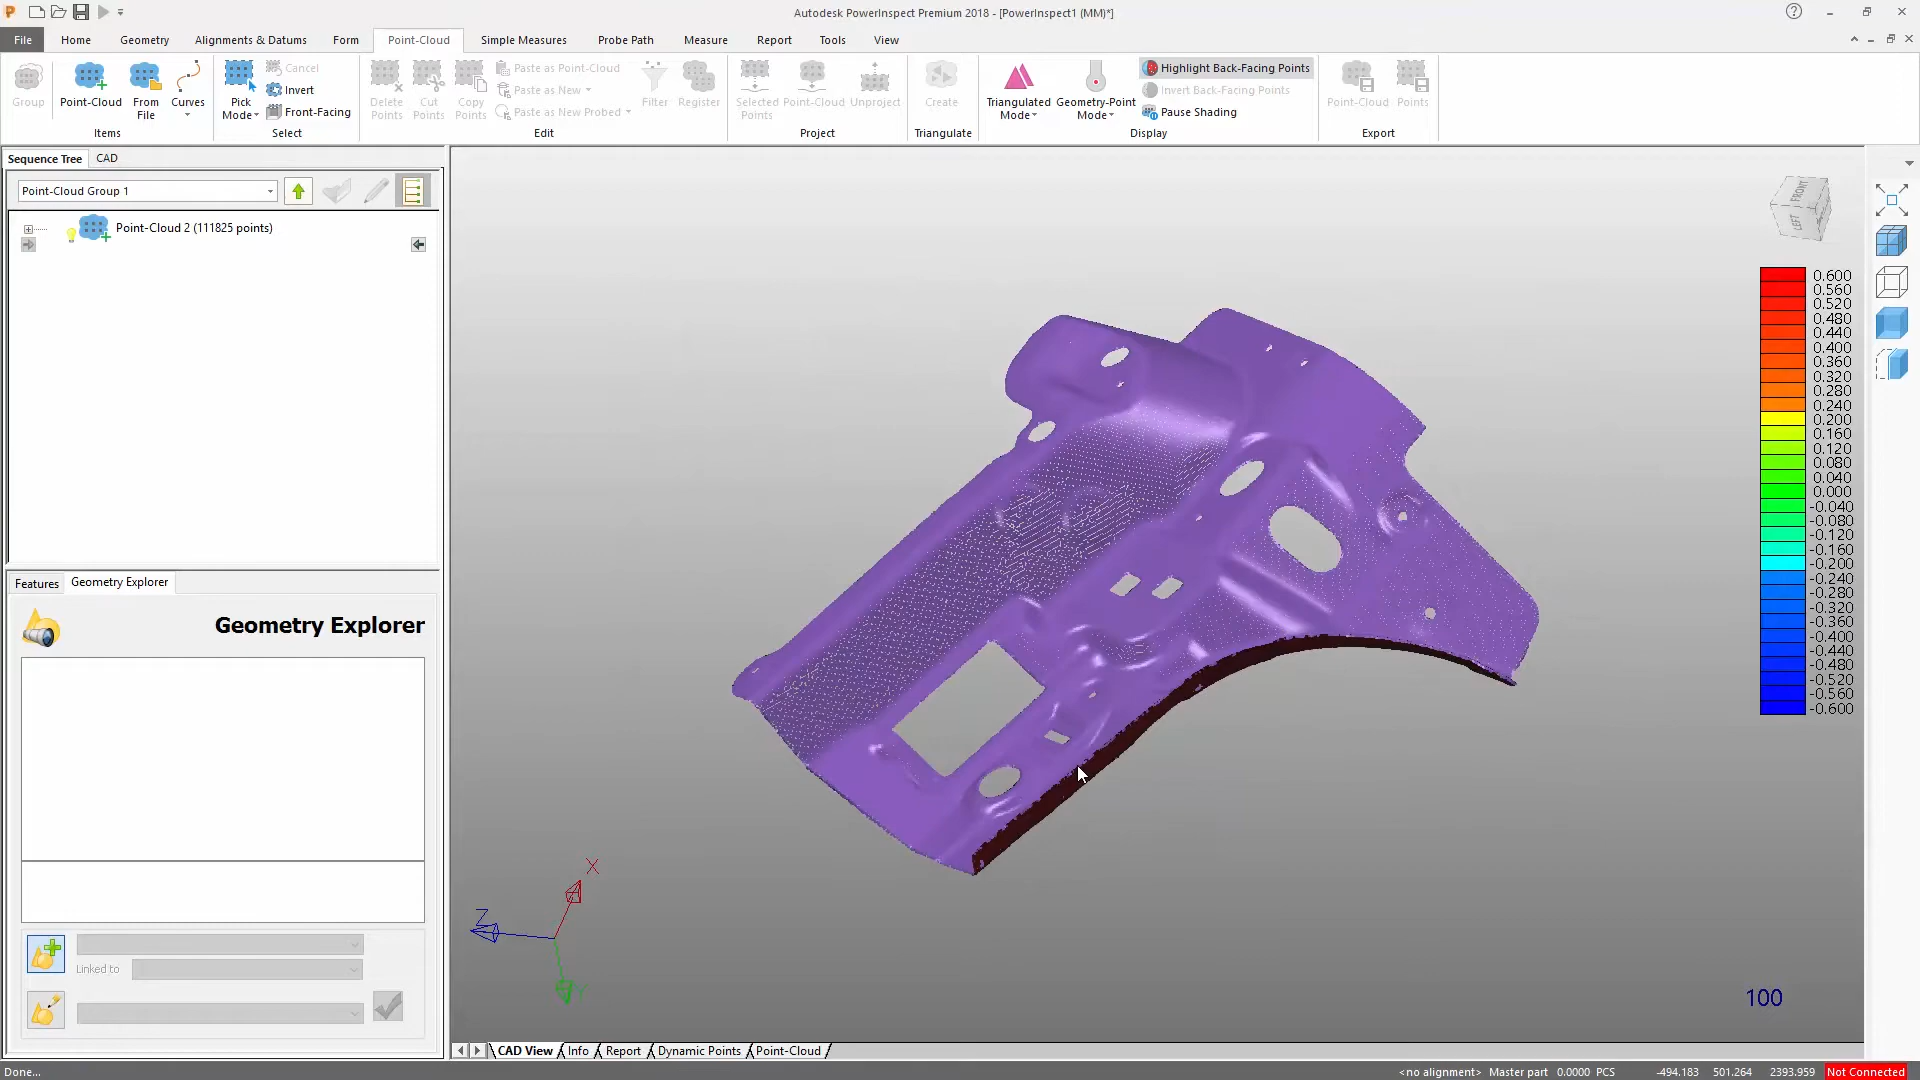 Autodesk PowerInspect Premium 2018 - [PowerInspect1 (MM)*]
File Home Geometry Alignments & Datums Form Point-Cloud Simple Measures Probe Path Measure Report Tools View
Group
Point-Cloud
From File
Curves
Items
Pick Mode
Cancel
Invert
Front-Facing
Select
Delete Points
Cut Points
Copy Points
Paste as Point-Cloud
Paste as New
Paste as New Probed
Filter
Register
Edit
Selected Points
Point-Cloud
Unproject
Project
Create
Triangulate
Triangulated Mode
Geometry-Point Mode
Highlight Back-Facing Points
Invert Back-Facing Points
Pause Shading
Display
Point-Cloud
Points
Export
Sequence Tree CAD
Point-Cloud Group 1
Point-Cloud 2 (111825 points)
Features Geometry Explorer
Geometry Explorer
Linked to
FRONT
LEFT
0.600
0.560
0.520
0.480
0.440
0.400
0.360
0.320
0.280
0.240
0.200
0.160
0.120
0.080
0.040
0.000
-0.040
-0.080
-0.120
-0.160
-0.200
-0.240
-0.280
-0.320
-0.360
-0.400
-0.440
-0.480
-0.520
-0.560
-0.600
X
Z
Y
100
CAD View Info Report Dynamic Points Point-Cloud
Done... <no alignment> Master part 0.0000 PCS -494.183 501.264 2393.959 Not Connected